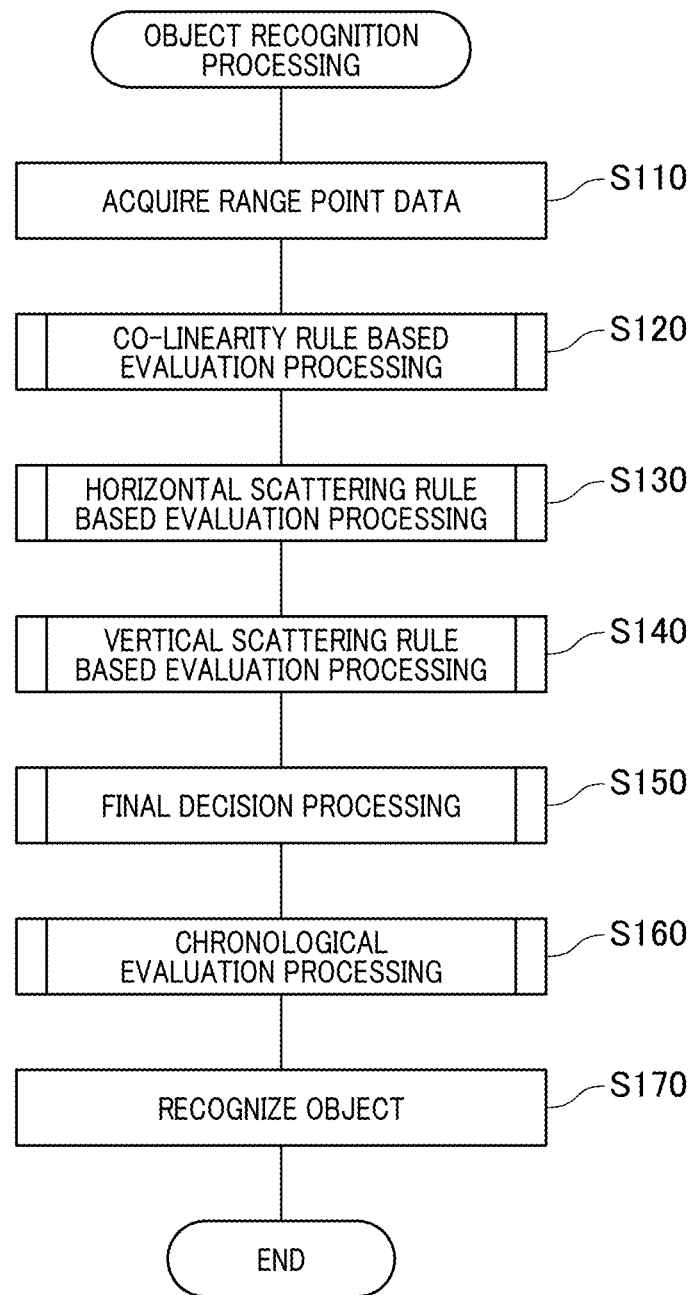 OBJECT RECOGNITION
PROCESSING
ACQUIRE RANGE POINT DATA
S110
CO-LINEARITY RULE BASED
EVALUATION PROCESSING
S120
HORIZONTAL SCATTERING RULE
BASED EVALUATION PROCESSING
S130
VERTICAL SCATTERING RULE
BASED EVALUATION PROCESSING
S140
FINAL DECISION PROCESSING
S150
CHRONOLOGICAL
EVALUATION PROCESSING
S160
RECOGNIZE OBJECT
S170
END